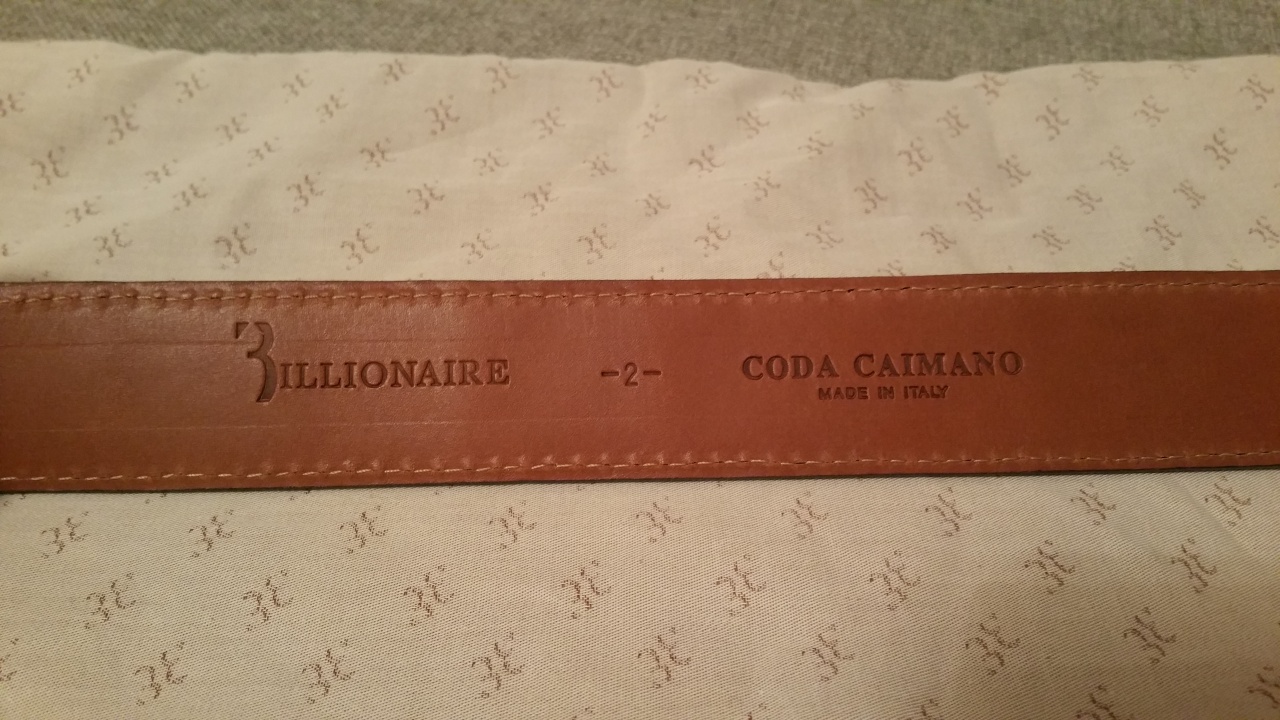 BILLIONAIRE
-2-
CODA CAIMANO
MADE IN ITALY